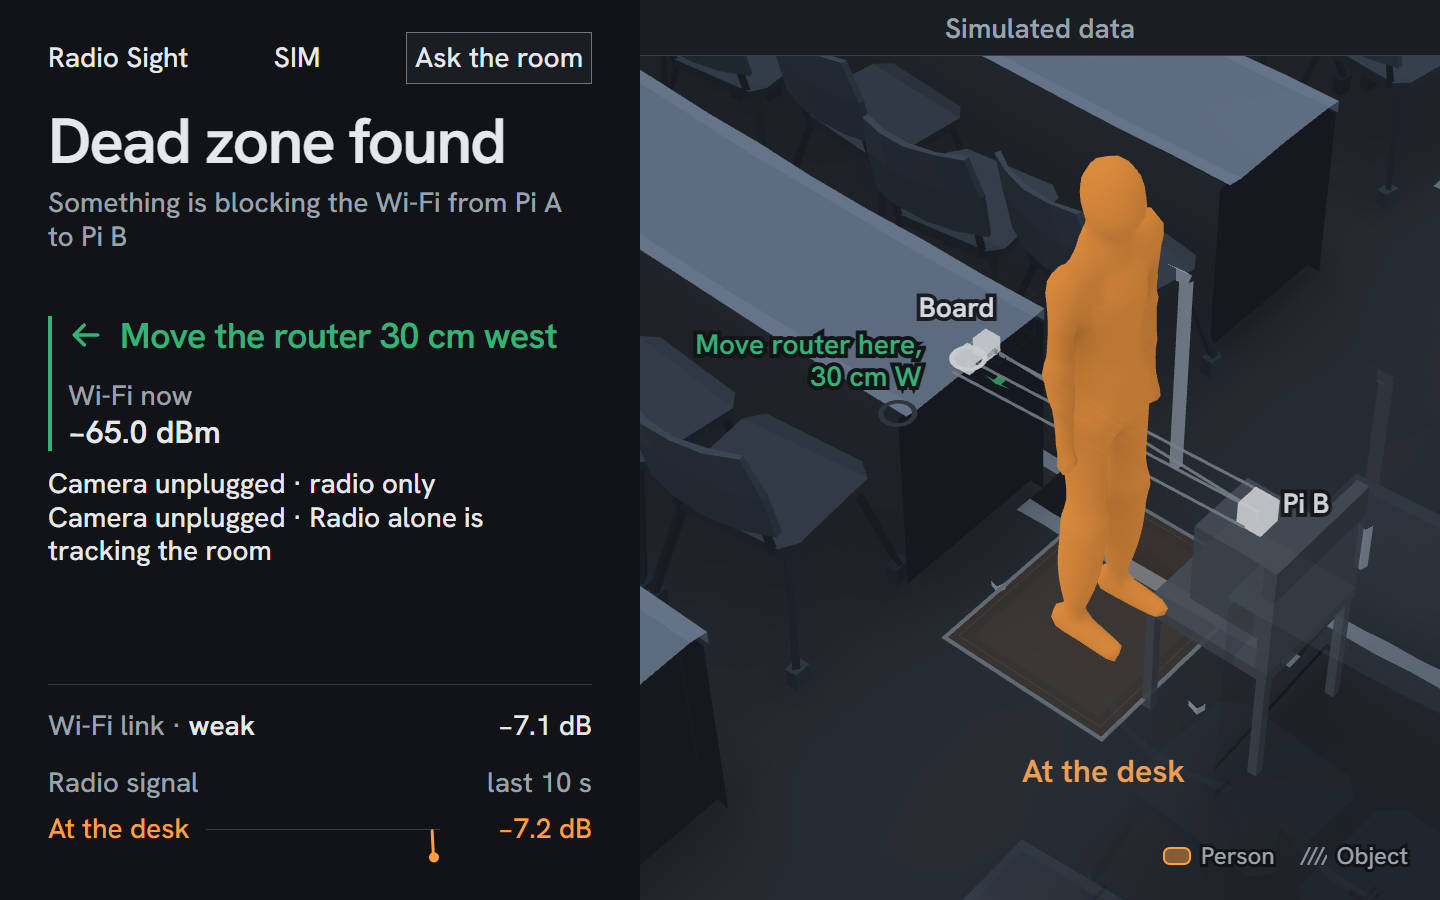 Radio Sight
SIM
Ask the room
Dead zone found
Something is blocking the Wi-Fi from Pi A
to Pi B
← Move the router 30 cm west
Wi-Fi now
−65.0 dBm
Camera unplugged · radio only
Camera unplugged · Radio alone is
tracking the room
Wi-Fi link · weak
−7.1 dB
Radio signal
last 10 s
At the desk
−7.2 dB
Simulated data
Board
Move router here,
30 cm W
Pi B
At the desk
Person
Object